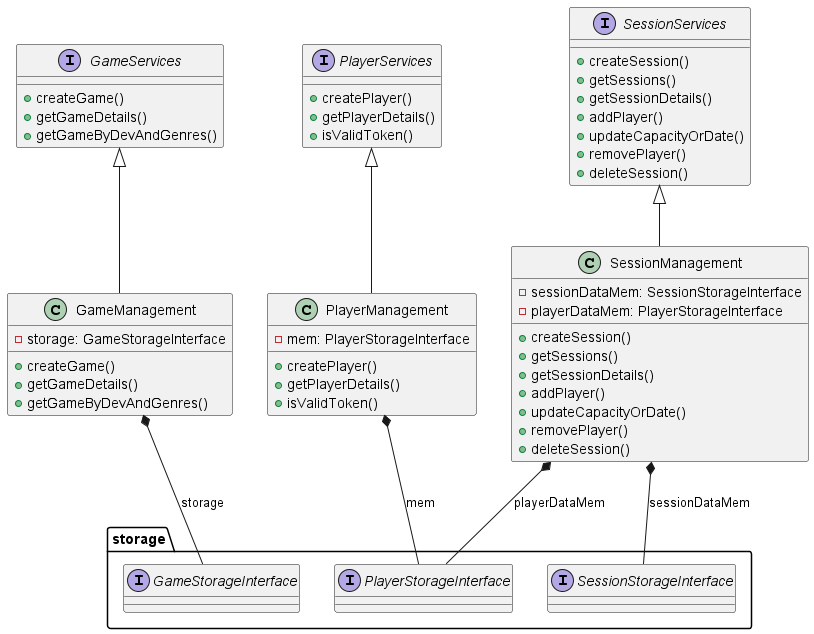 I GameServices
createGame()
getGameDetails()
getGameByDevAndGenres()
I PlayerServices
createPlayer()
getPlayerDetails()
isValidToken()
I SessionServices
createSession()
getSessions()
getSessionDetails()
addPlayer()
updateCapacityOrDate()
removePlayer()
deleteSession()
C GameManagement
storage: GameStorageInterface
createGame()
getGameDetails()
getGameByDevAndGenres()
C PlayerManagement
mem: PlayerStorageInterface
createPlayer()
getPlayerDetails()
isValidToken()
C SessionManagement
sessionDataMem: SessionStorageInterface
playerDataMem: PlayerStorageInterface
createSession()
getSessions()
getSessionDetails()
addPlayer()
updateCapacityOrDate()
removePlayer()
deleteSession()
storage
mem
playerDataMem
sessionDataMem
storage
I GameStorageInterface
I PlayerStorageInterface
I SessionStorageInterface